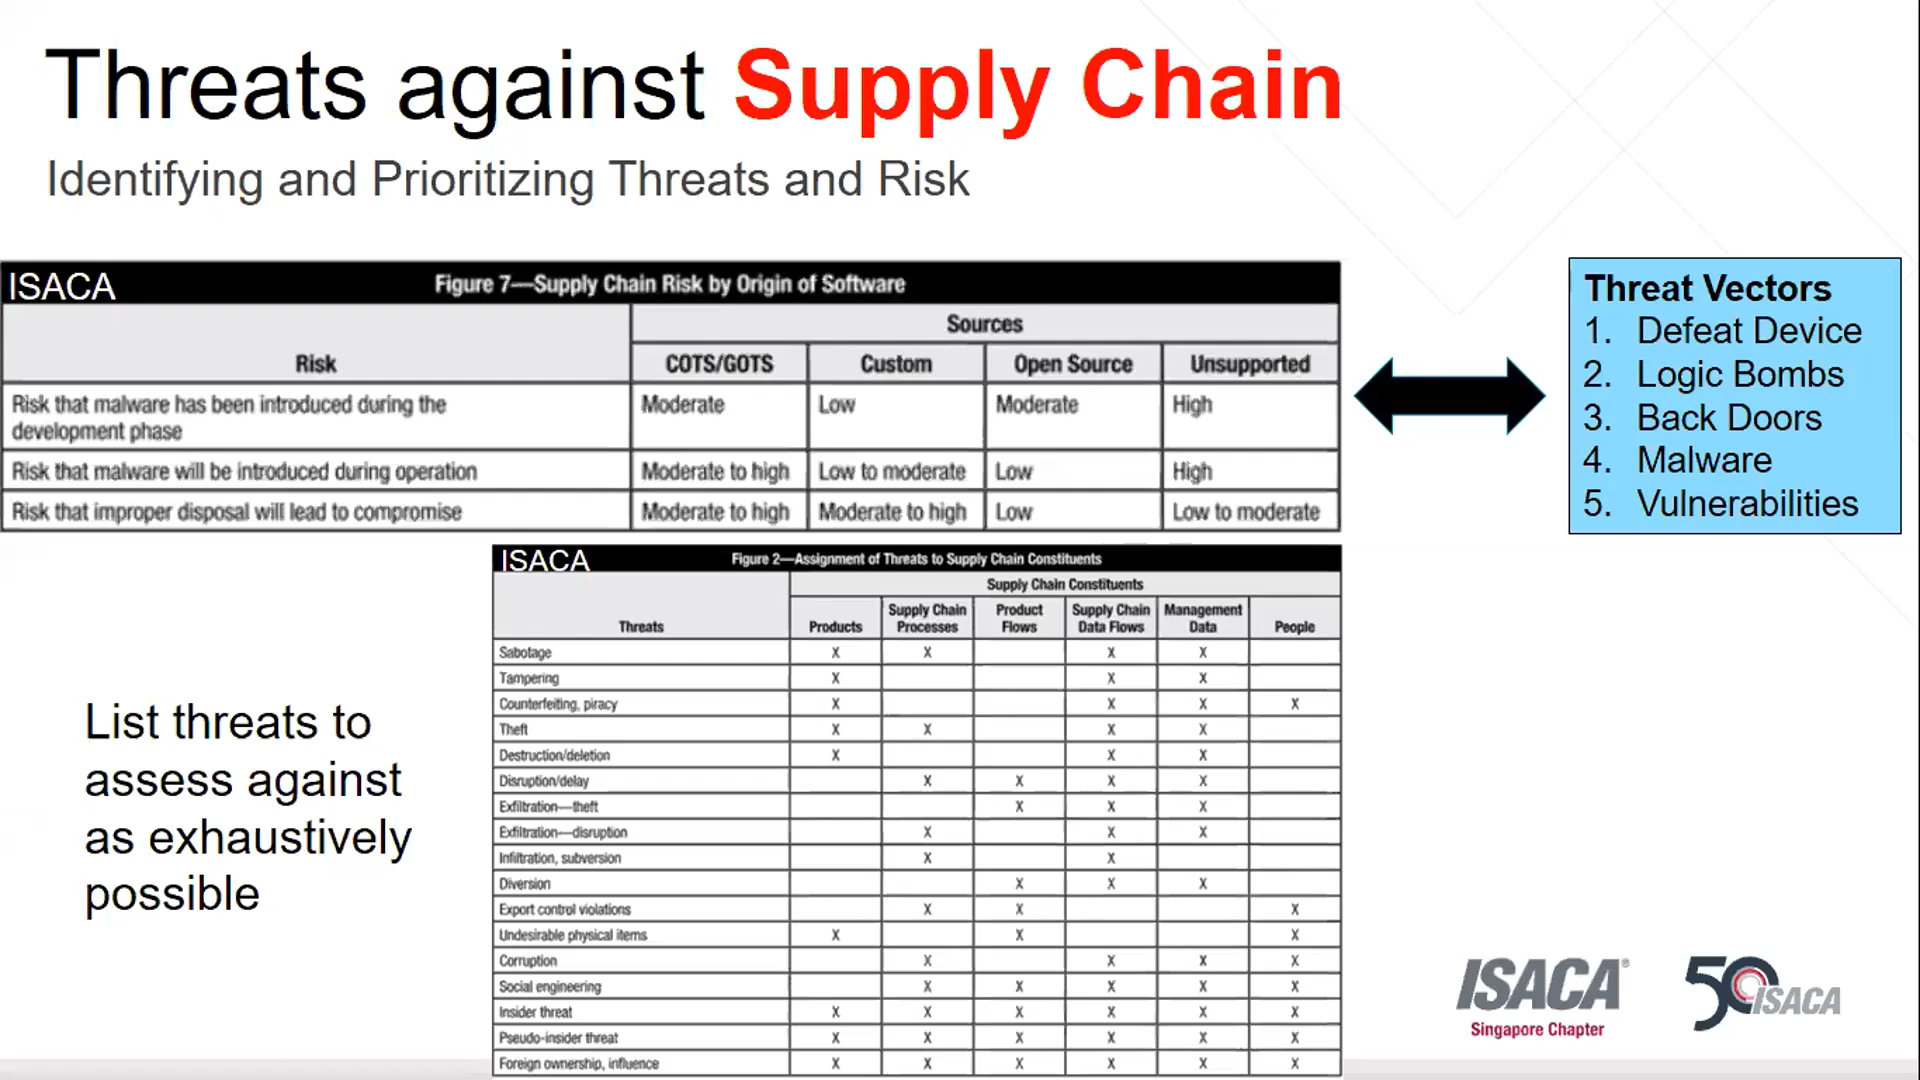 Threats against Supply Chain
Identifying and Prioritizing Threats and Risk
ISACA Figure 7—Supply Chain Risk by Origin of Software
Sources
Risk COTS/GOTS Custom Open Source Unsupported
Risk that malware has been introduced during the Moderate Low Moderate High
development phase
Risk that malware will be introduced during operation Moderate to high Low to moderate Low High
Risk that improper disposal will lead to compromise Moderate to high Moderate to high Low Low to moderate
Threat Vectors
1. Defeat Device
2. Logic Bombs
3. Back Doors
4. Malware
5. Vulnerabilities
List threats to
assess against
as exhaustively
possible
ISACA Figure 2—Assignment of Threats to Supply Chain Constituents
Supply Chain Constituents
Supply Chain Product Supply Chain Management
Threats Products Processes Flows Data Flows Data People
Sabotage X X X X
Tampering X X X
Counterfeiting, piracy X X X X
Theft X X X X
Destruction/deletion X X X
Disruption/delay X X X X
Exfiltration—theft X X X
Exfiltration—disruption X X X
Infiltration, subversion X X
Diversion X X X
Export control violations X X X
Undesirable physical items X X X
Corruption X X X X
Social engineering X X X X X
Insider threat X X X X X X
Pseudo-insider threat X X X X X X
Foreign ownership, influence X X X X X X
ISACA®
Singapore Chapter
50 ISACA